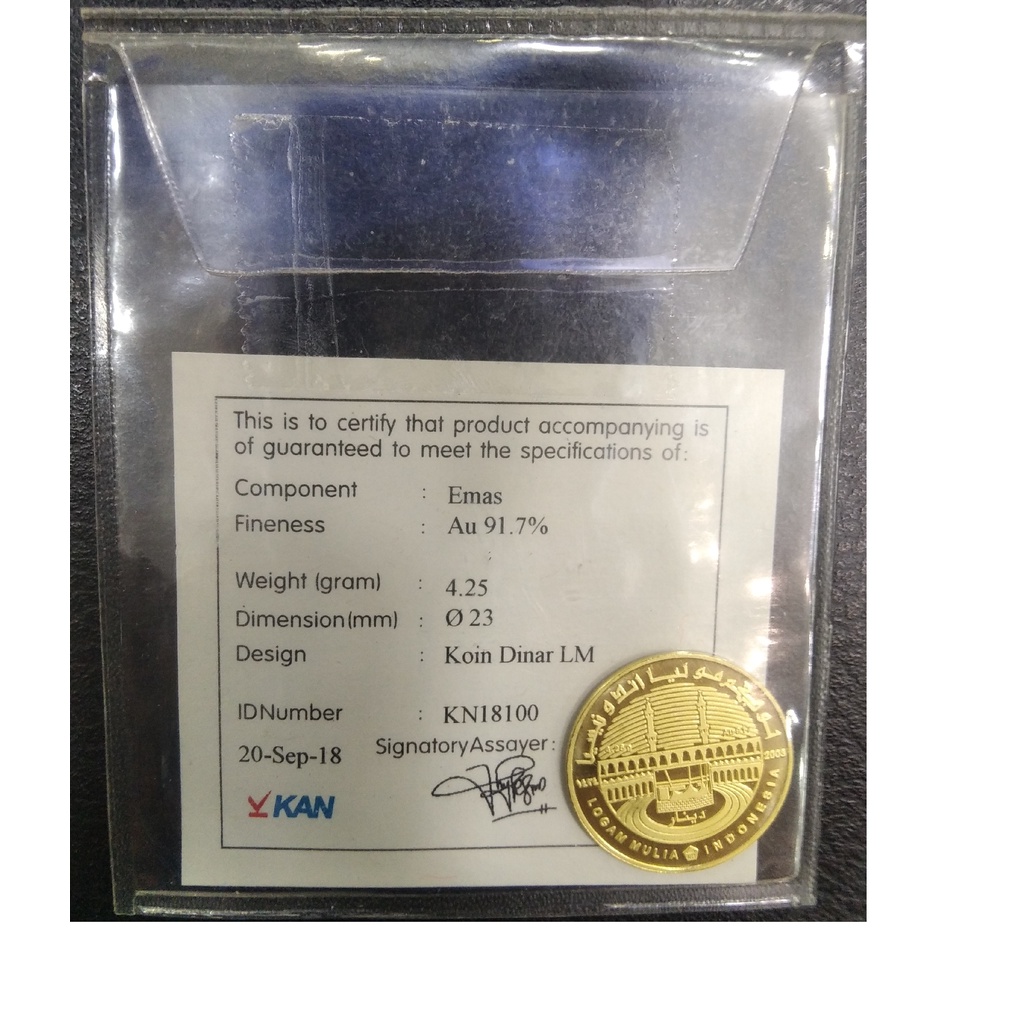 This is to certify that product accompanying is
of guaranteed to meet the specifications of:
Component : Emas
Fineness : Au 91.7%
Weight (gram) : 4.25
Dimension(mm) : Ø 23
Design : Koin Dinar LM
IDNumber : KN18100
20-Sep-18 SignatoryAssayer:
KAN
2003
دينار
LOGAM MULIA INDONESIA